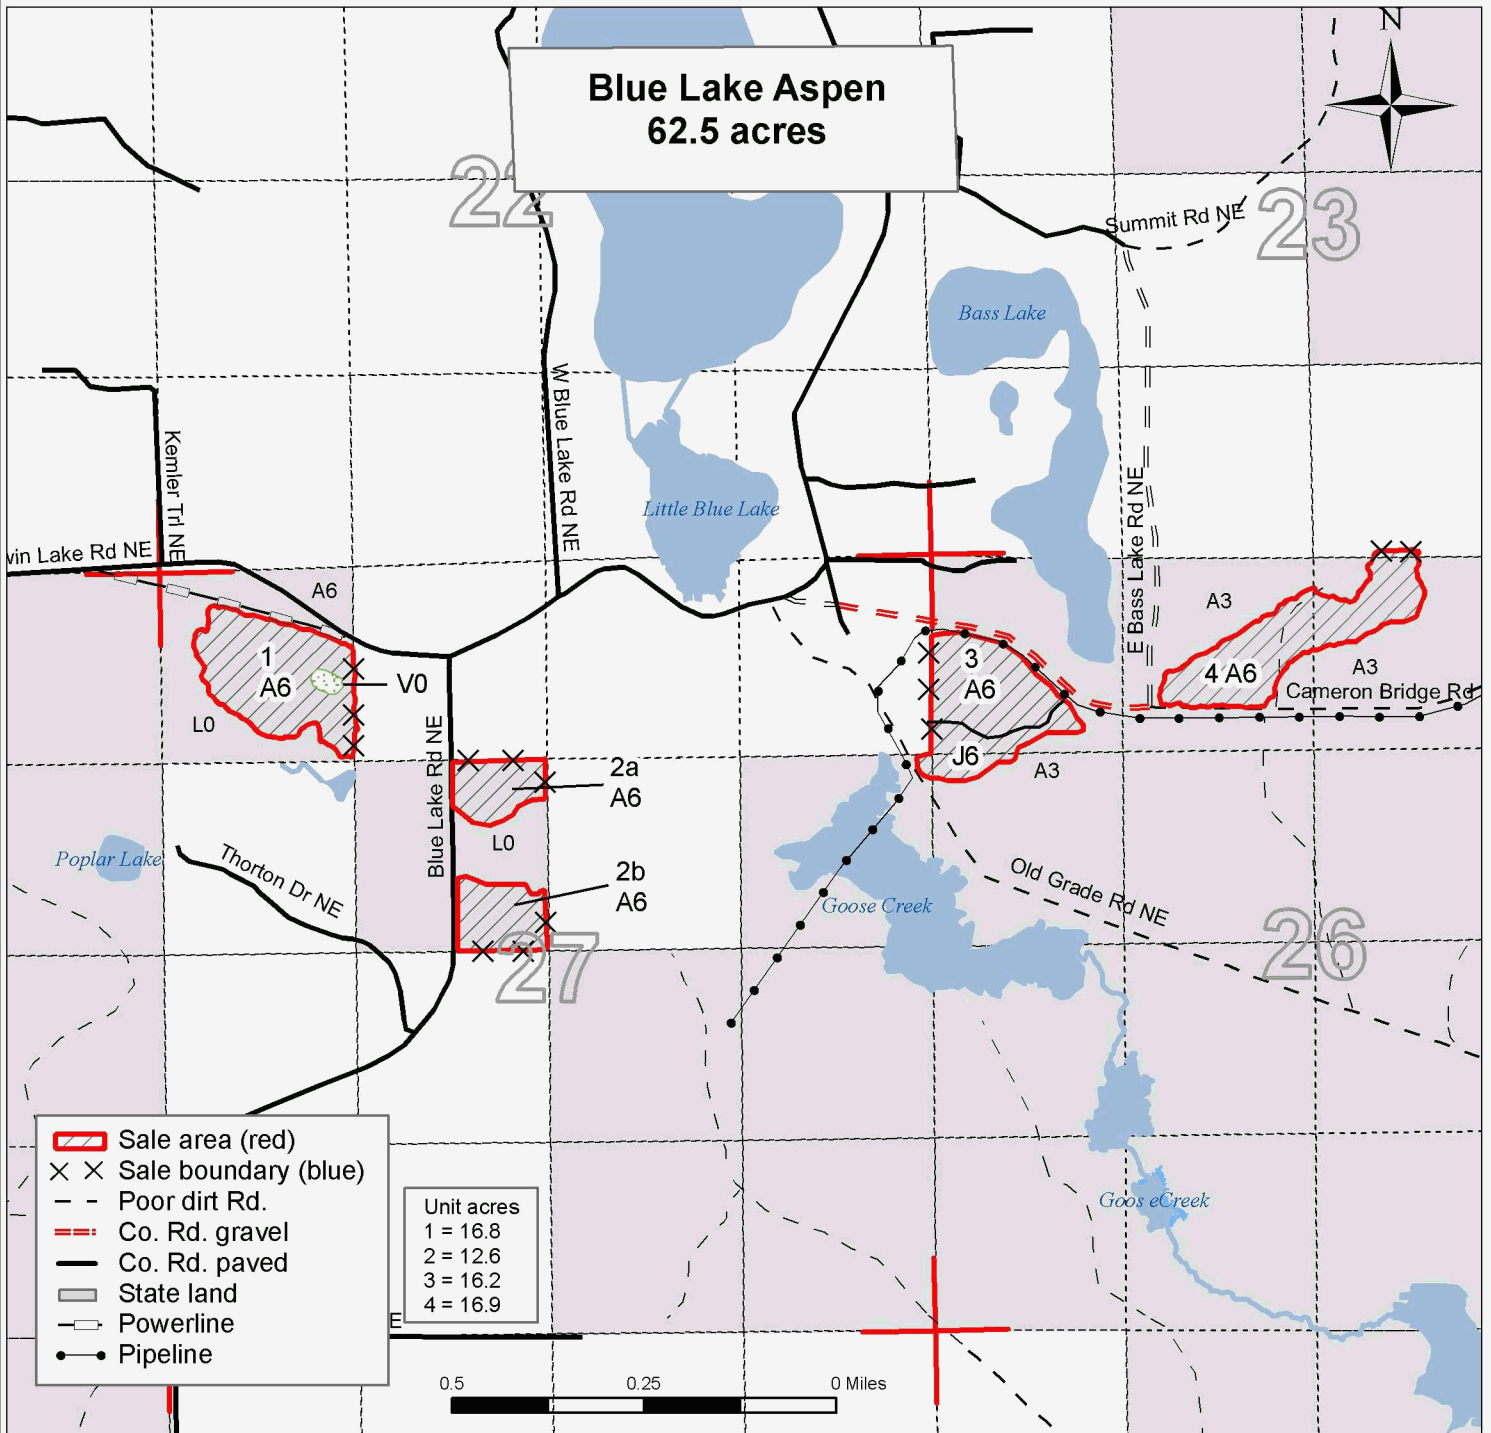 Blue Lake Aspen
62.5 acres
N
22
23
Summit Rd NE
Bass Lake
W Blue Lake Rd NE
Kemler Trl NE
Little Blue Lake
E Bass Lake Rd NE
win Lake Rd NE
A6
A3
1
A6
V0
L0
3
A6
J6
A3
4 A6
A3
Cameron Bridge Rd
Blue Lake Rd NE
2a
A6
L0
2b
A6
Poplar Lake
Thorton Dr NE
Goose Creek
Old Grade Rd NE
27
26
Goos eCreek
Sale area (red)
Sale boundary (blue)
Poor dirt Rd.
Co. Rd. gravel
Co. Rd. paved
State land
Powerline
Pipeline
Unit acres
1 = 16.8
2 = 12.6
3 = 16.2
4 = 16.9
E
0.5 0.25 0 Miles